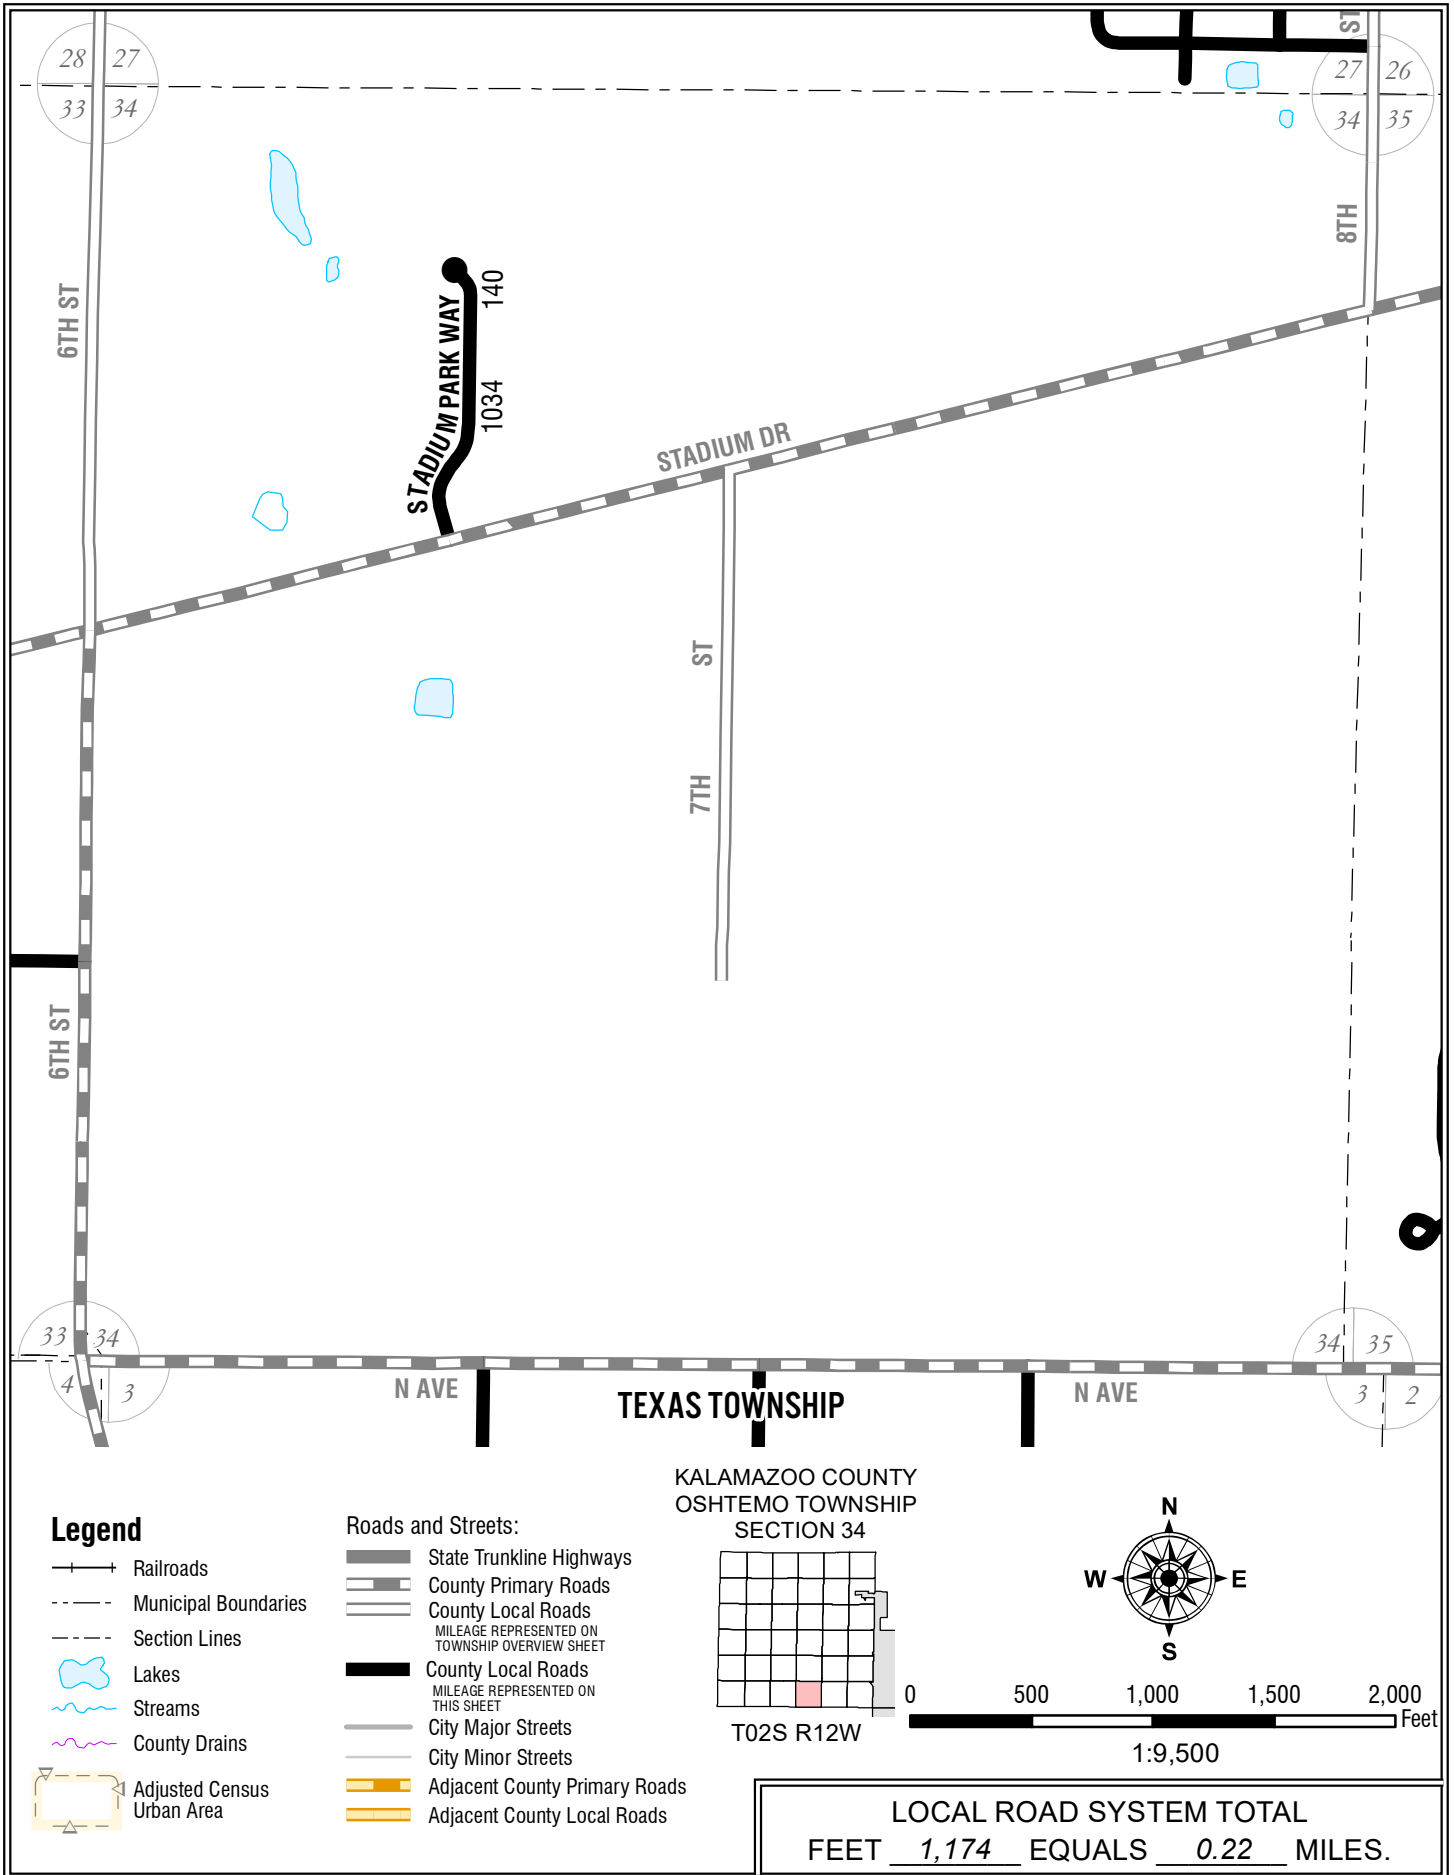 28 27
33 34
ST
27 26
34 35
8TH
6TH ST
STADIUM PARK WAY
140
1034
STADIUM DR
ST
7TH
6TH ST
33 34
4 3
34 35
3 2
N AVE
TEXAS TOWNSHIP
N AVE
KALAMAZOO COUNTY
OSHTEMO TOWNSHIP
SECTION 34
T02S R12W
Legend
Railroads
Municipal Boundaries
Section Lines
Lakes
Streams
County Drains
Adjusted Census
Urban Area
Roads and Streets:
State Trunkline Highways
County Primary Roads
County Local Roads
MILEAGE REPRESENTED ON
TOWNSHIP OVERVIEW SHEET
County Local Roads
MILEAGE REPRESENTED ON
THIS SHEET
City Major Streets
City Minor Streets
Adjacent County Primary Roads
Adjacent County Local Roads
N
W E
S
0 500 1,000 1,500 2,000
Feet
1:9,500
LOCAL ROAD SYSTEM TOTAL
FEET 1,174 EQUALS 0.22 MILES.